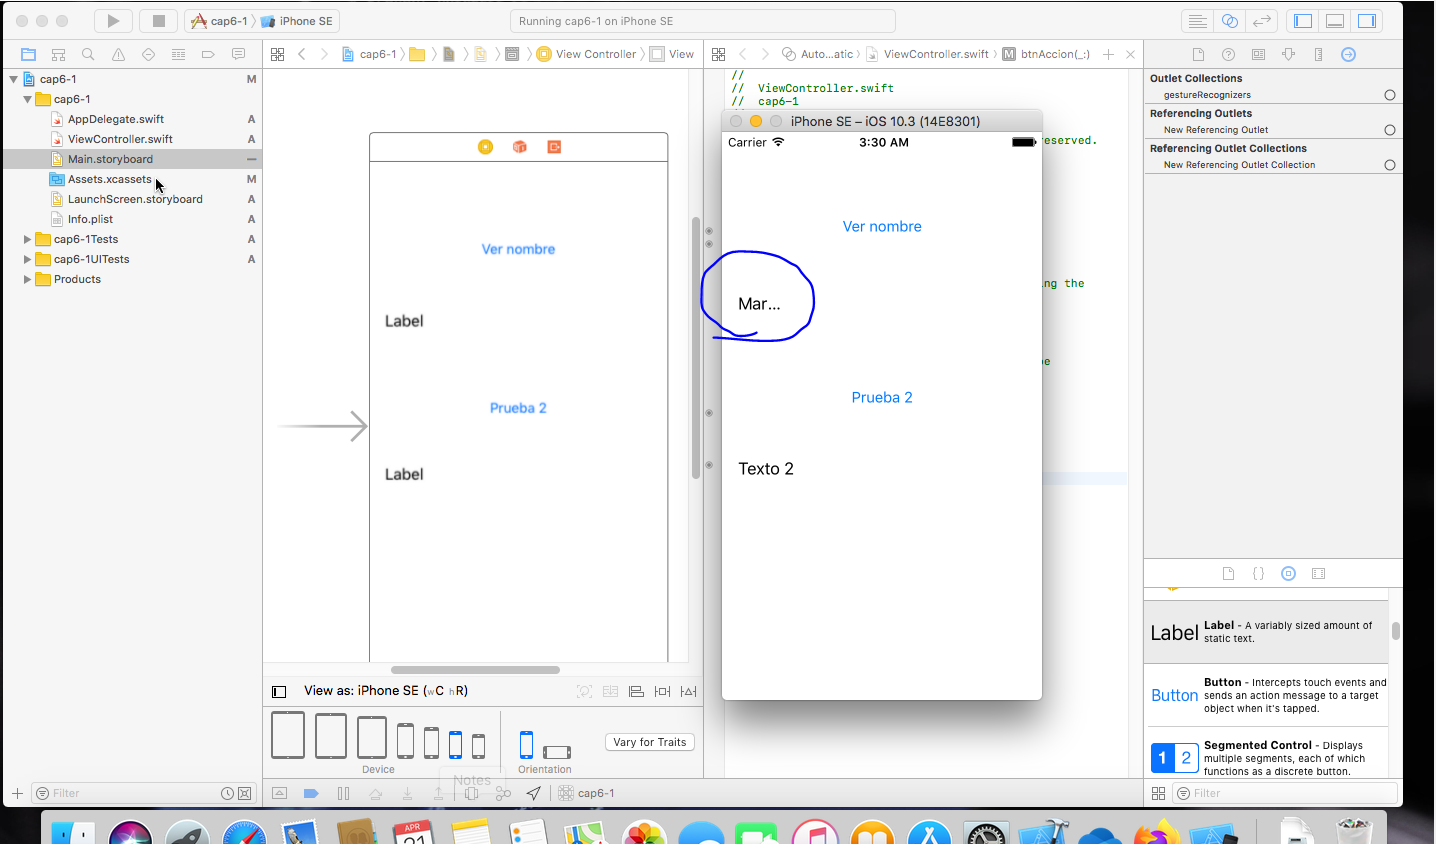 cap6-1 iPhone SE
Running cap6-1 on iPhone SE
cap6-1 View Controller View
Auto...atic ViewController.swift M btnAccion(_:)
cap6-1 M
cap6-1
AppDelegate.swift A
ViewController.swift A
Main.storyboard
Assets.xcassets M
LaunchScreen.storyboard A
Info.plist A
cap6-1Tests A
cap6-1UITests A
Products
Filter
Ver nombre
Label
Prueba 2
Label
View as: iPhone SE (wC hR)
Device
Orientation
Vary for Traits
Notes
cap6-1
//
// ViewController.swift
// cap6-1
eserved.
ng the
e
iPhone SE – iOS 10.3 (14E8301)
Carrier 3:30 AM
Ver nombre
Mar...
Prueba 2
Texto 2
Outlet Collections
gestureRecognizers
Referencing Outlets
New Referencing Outlet
Referencing Outlet Collections
New Referencing Outlet Collection
{}
Label
Label - A variably sized amount of
static text.
Button
Button - Intercepts touch events and
sends an action message to a target
object when it's tapped.
1 2
Segmented Control - Displays
multiple segments, each of which
functions as a discrete button.
Filter
APR